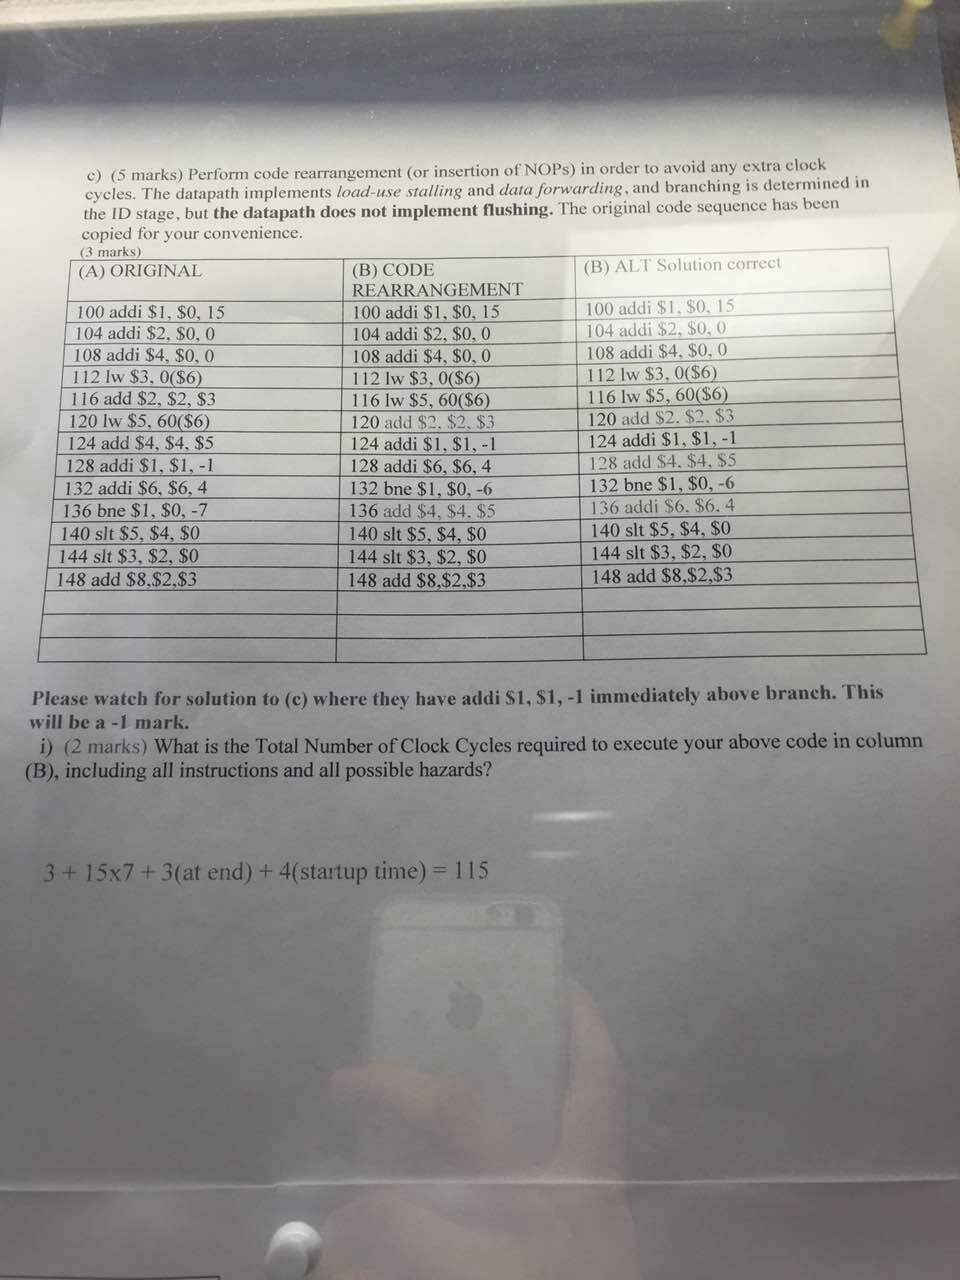 c) (5 marks) Perform code rearrangement (or insertion of NOPs) in order to avoid any extra clock
cycles. The datapath implements load-use stalling and data forwarding, and branching is determined in
the ID stage, but the datapath does not implement flushing. The original code sequence has been
copied for your convenience.
(3 marks)
(A) ORIGINAL
(B) CODE
REARRANGEMENT
(B) ALT Solution correct
100 addi $1, $0, 15
100 addi $1, $0, 15
100 addi $1, $0, 15
104 addi $2, $0, 0
104 addi $2, $0, 0
104 addi $2, $0, 0
108 addi $4, $0, 0
108 addi $4, $0, 0
108 addi $4, $0, 0
112 lw $3, 0($6)
112 lw $3, 0($6)
112 lw $3, 0($6)
116 add $2, $2, $3
116 lw $5, 60($6)
116 lw $5, 60($6)
120 lw $5, 60($6)
120 add $2. $2. $3
120 add $2. $2. $3
124 add $4, $4. $5
124 addi $1, $1, -1
124 addi $1, $1, -1
128 addi $1, $1, -1
128 addi $6, $6, 4
128 add $4. $4, $5
132 addi $6, $6, 4
132 bne $1, $0, -6
132 bne $1, $0, -6
136 bne $1, $0, -7
136 add $4, $4. $5
136 addi $6. $6. 4
140 slt $5, $4, $0
140 slt $5, $4, $0
140 slt $5, $4, $0
144 slt $3, $2, $0
144 slt $3, $2, $0
144 slt $3, $2, $0
148 add $8,$2,$3
148 add $8,$2,$3
148 add $8,$2,$3
Please watch for solution to (c) where they have addi $1, $1, -1 immediately above branch. This
will be a -1 mark.
i) (2 marks) What is the Total Number of Clock Cycles required to execute your above code in column
(B), including all instructions and all possible hazards?
3 + 15x7 + 3(at end) + 4(startup time) = 115